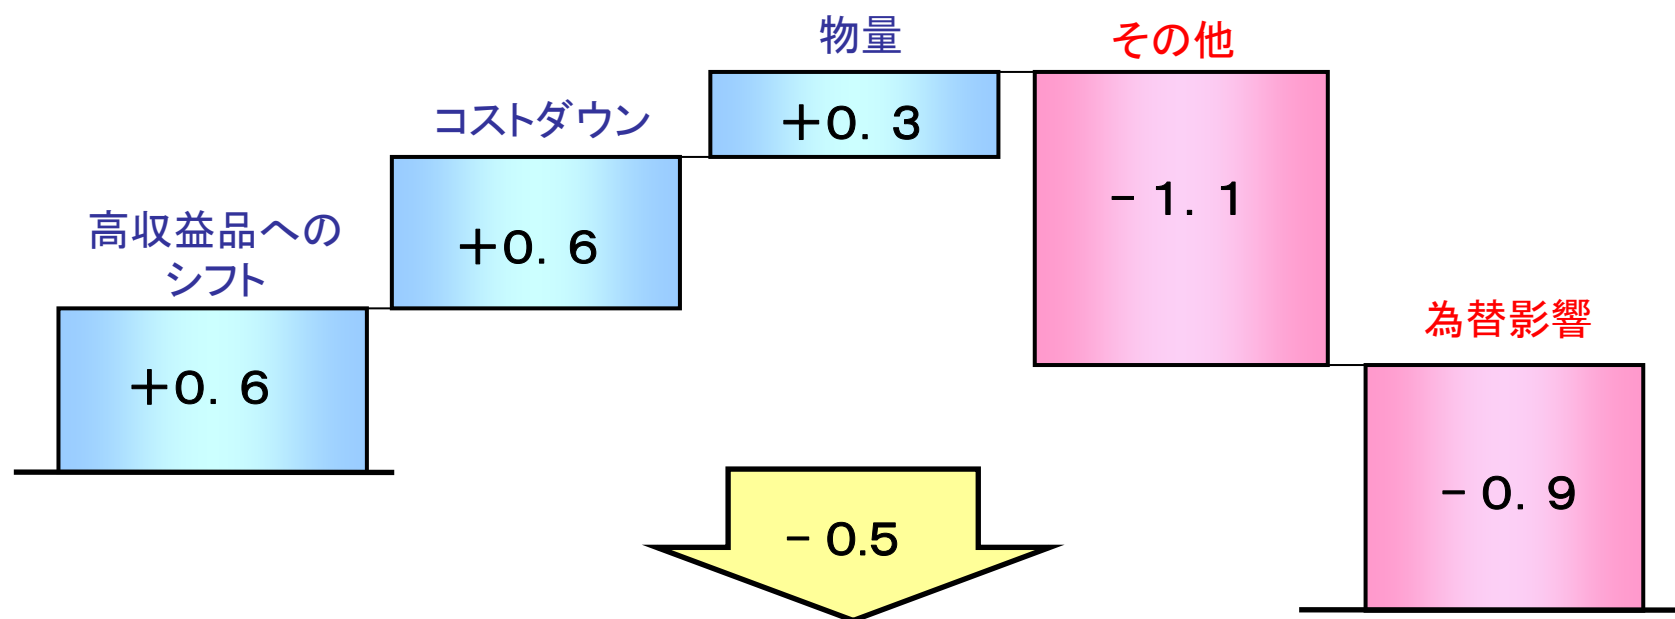 物量
その他
+0. 3
コストダウン
- 1. 1
高収益品への
シフト
+0. 6
為替影響
+0. 6
- 0. 9
- 0.5